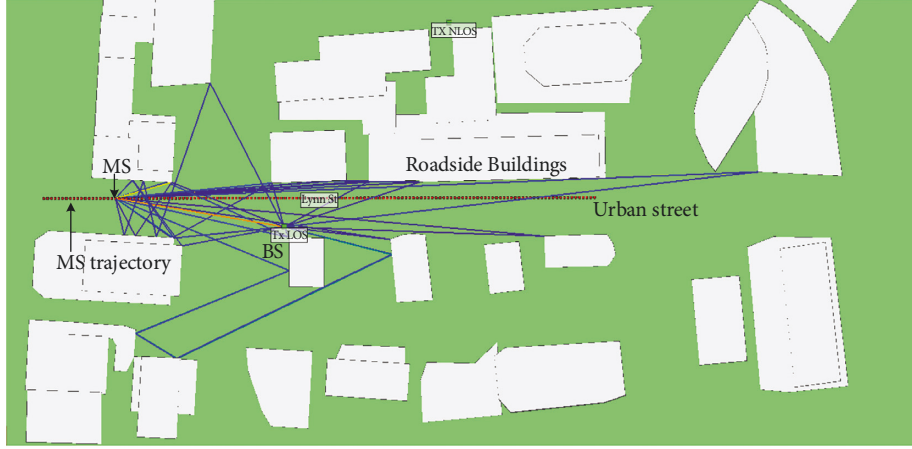 TX NLOS
MS
Roadside Buildings
Lynn St
Urban street
Tx LOS
BS
MS trajectory